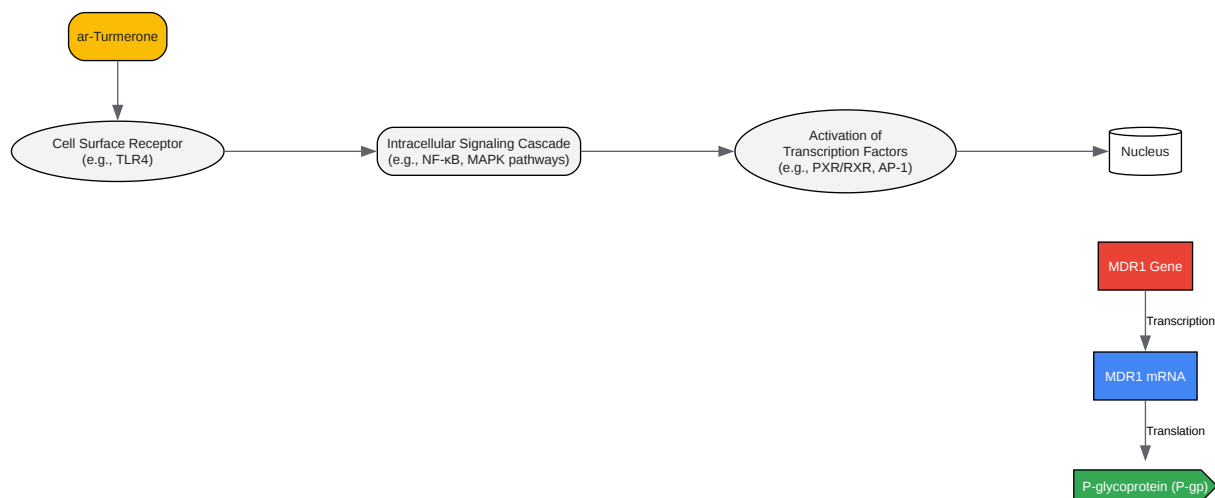 ar-Turmerone
Cell Surface Receptor
(e.g., TLR4)
Intracellular Signaling Cascade
(e.g., NF-κB, MAPK pathways)
Activation of
Transcription Factors
(e.g., PXR/RXR, AP-1)
Nucleus
MDR1 Gene
Transcription
MDR1 mRNA
Translation
P-glycoprotein (P-gp)